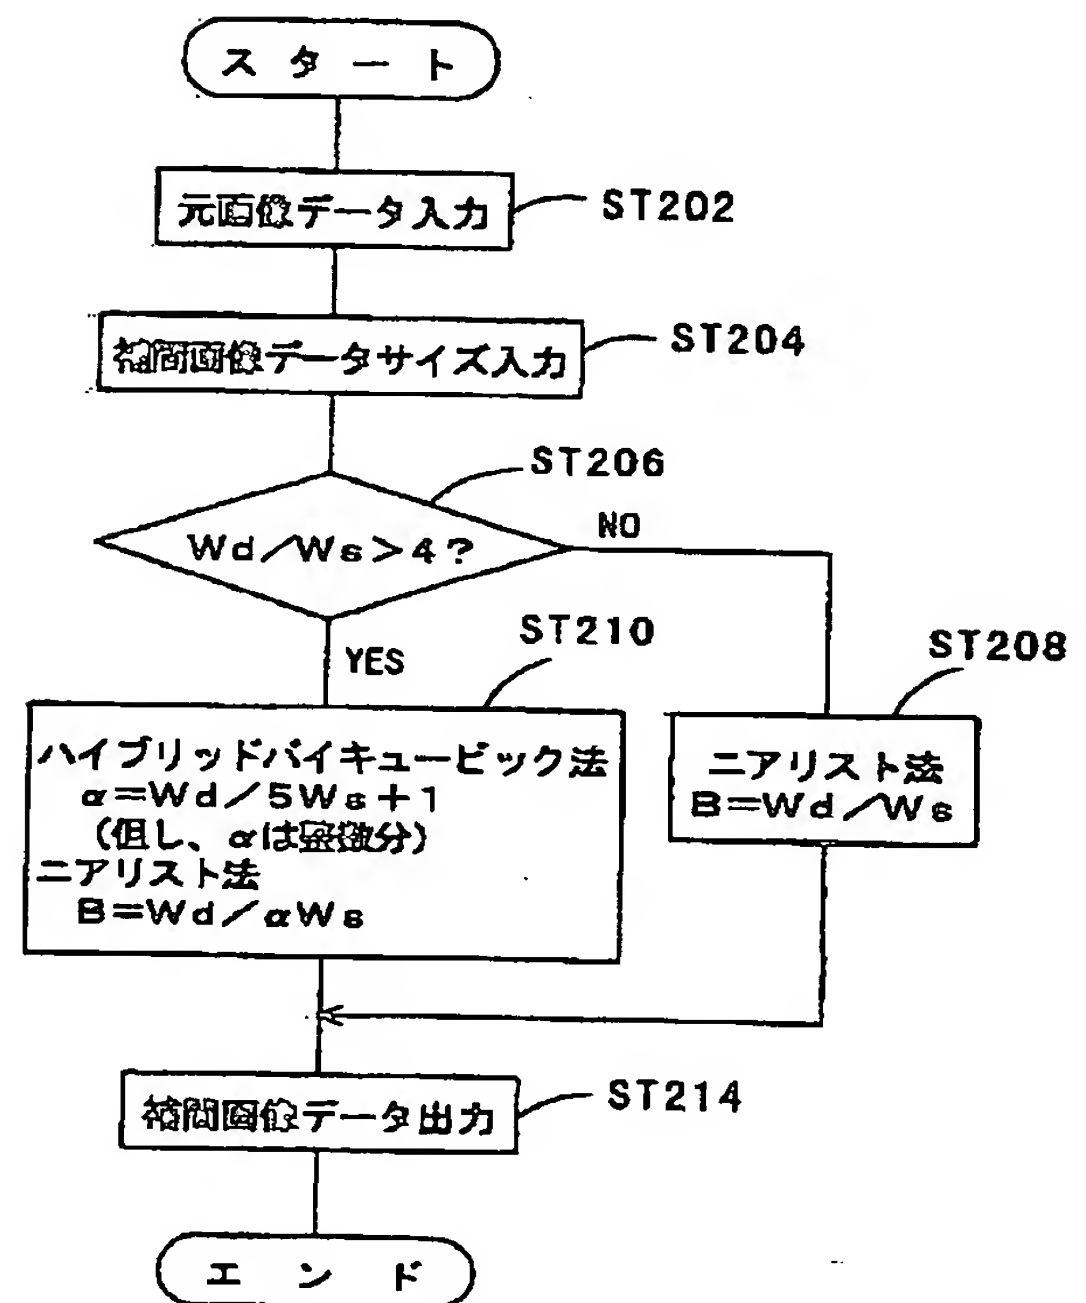 スタート
元画像データ入力
ST202
補間画像データサイズ入力
ST204
ST206
Wd/Ws>4?
NO
YES
ST210
ST208
ハイブリッドバイキュービック法
α=Wd/5Ws+1
(但し、αは整数分)
ニアリスト法
B=Wd/αWs
ニアリスト法
B=Wd/Ws
補間画像データ出力
ST214
エンド